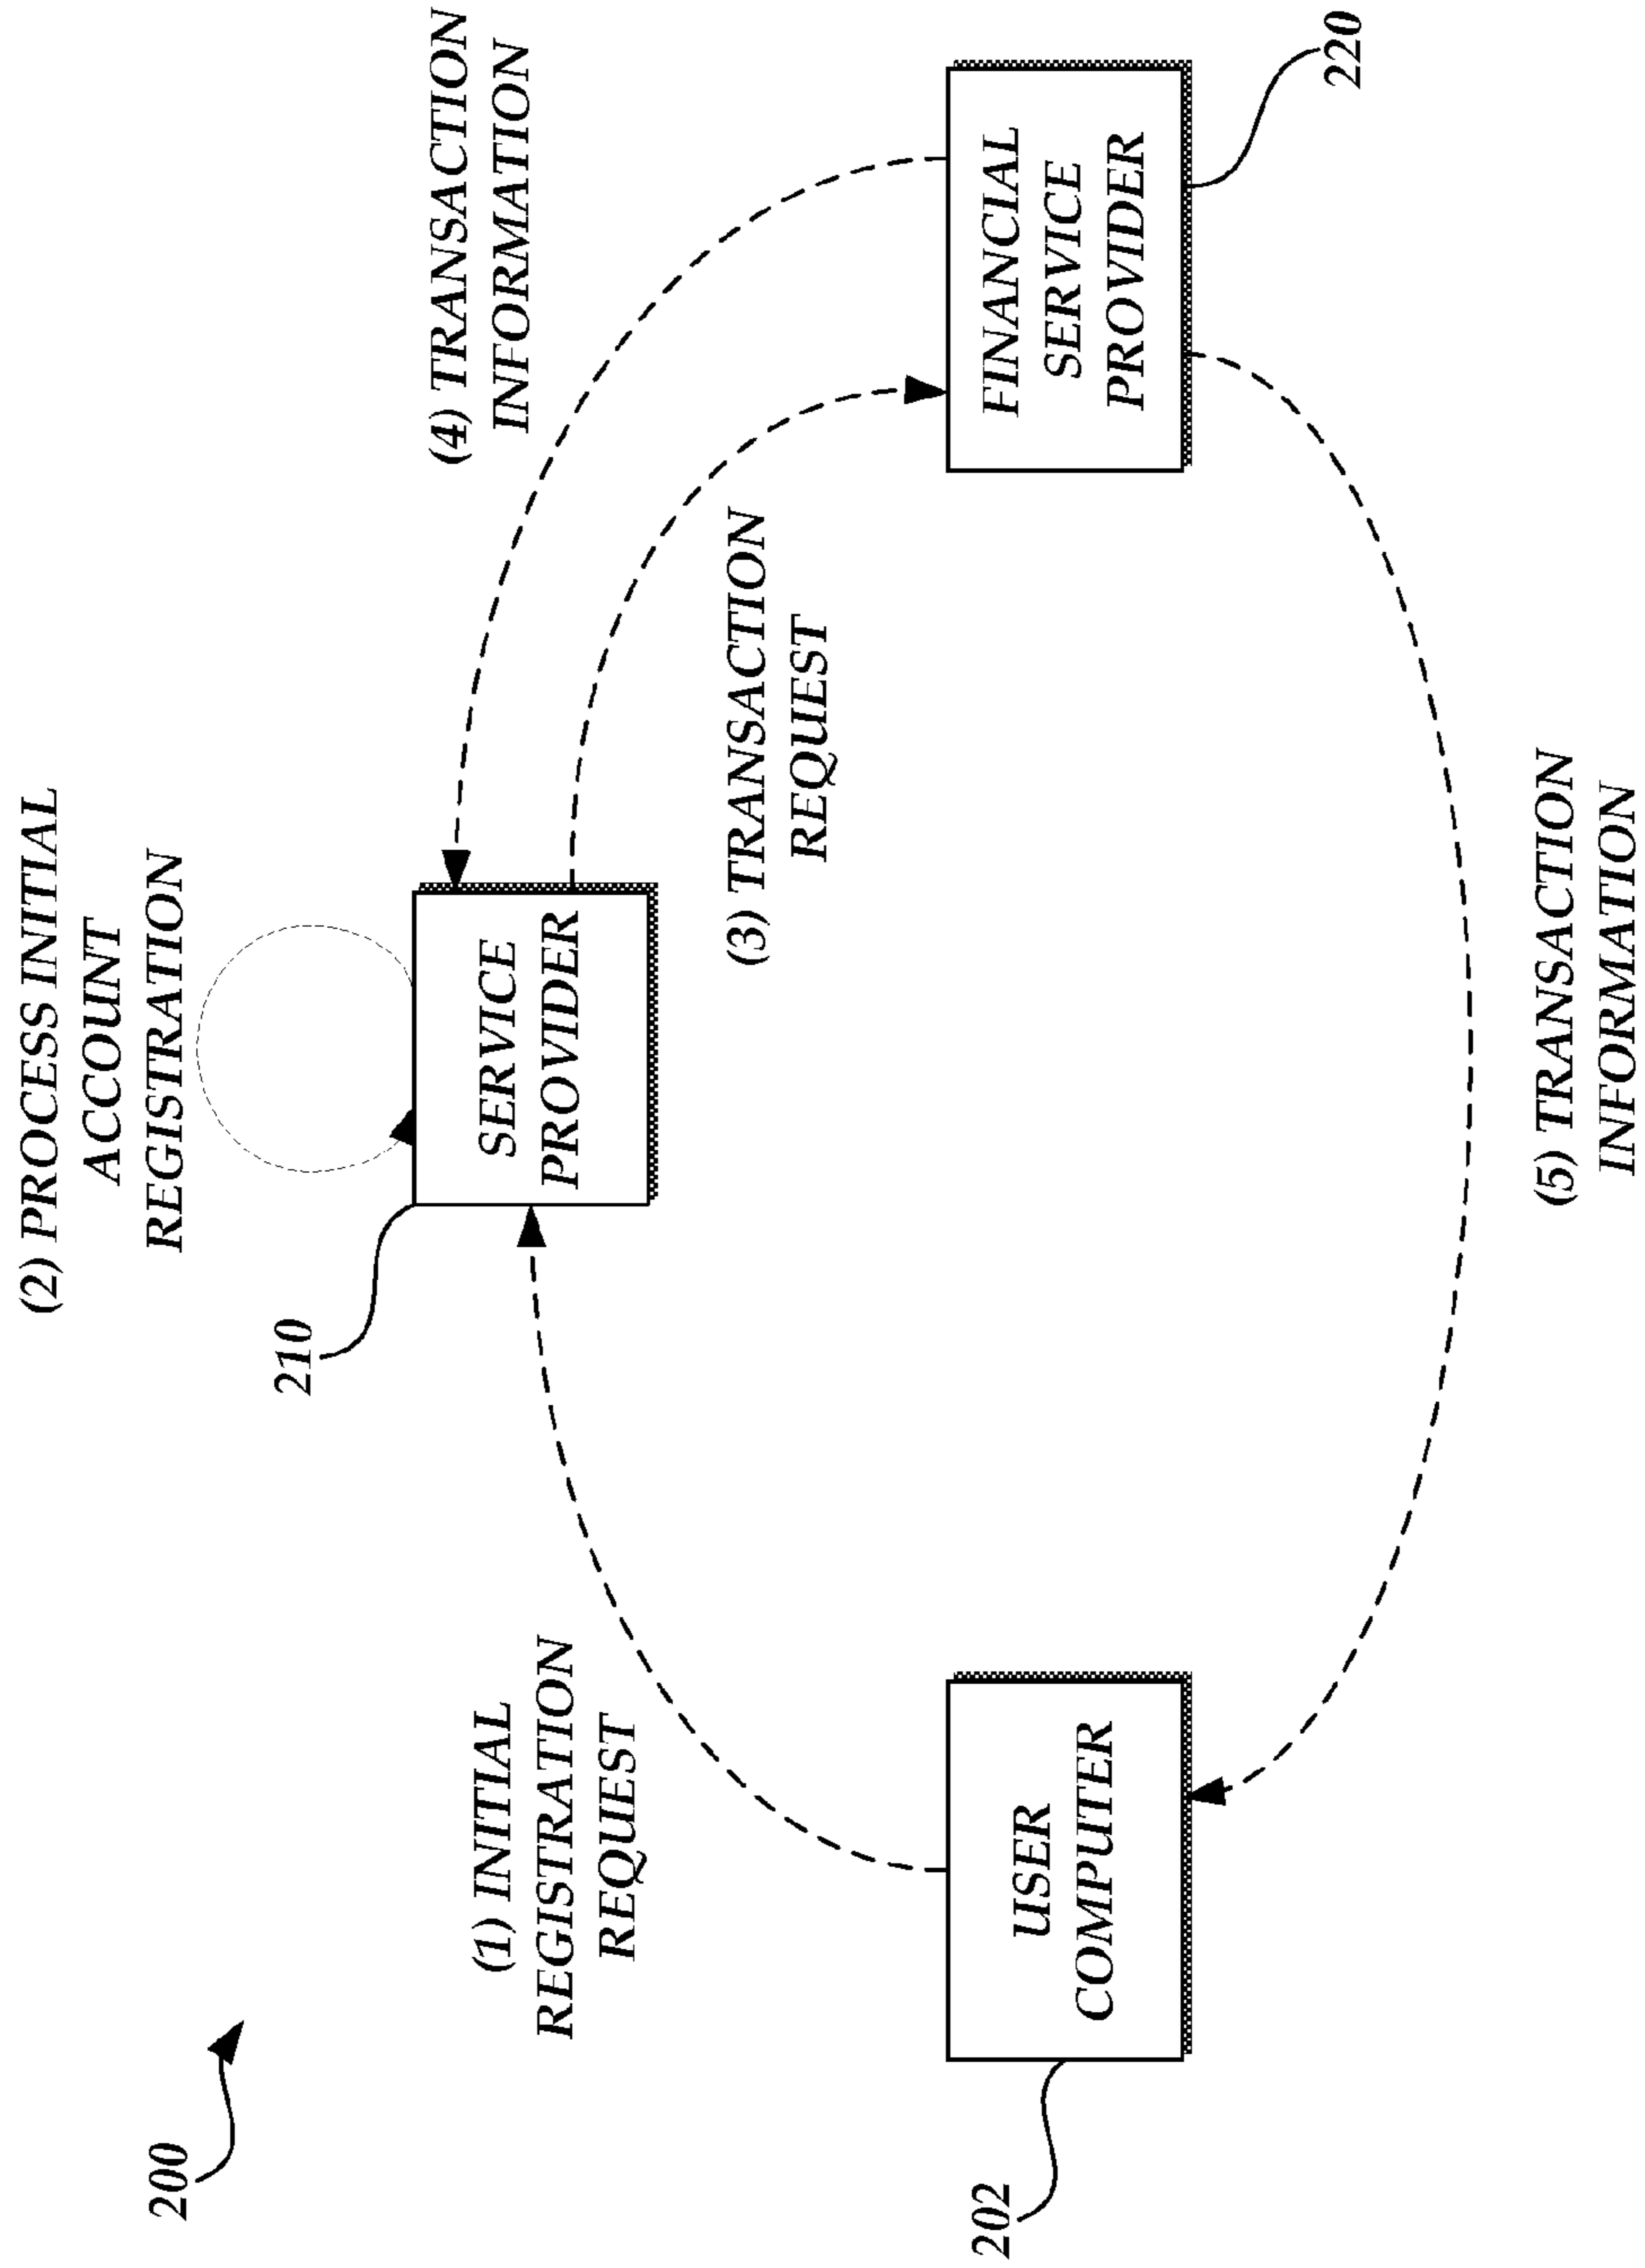 200
(2) PROCESS INITIAL
ACCOUNT
REGISTRATION
210
(1) INITIAL
REGISTRATION
REQUEST
SERVICE
PROVIDER
(4) TRANSACTION
INFORMATION
(3) TRANSACTION
REQUEST
202
USER
COMPUTER
FINANCIAL
SERVICE
PROVIDER
220
(5) TRANSACTION
INFORMATION